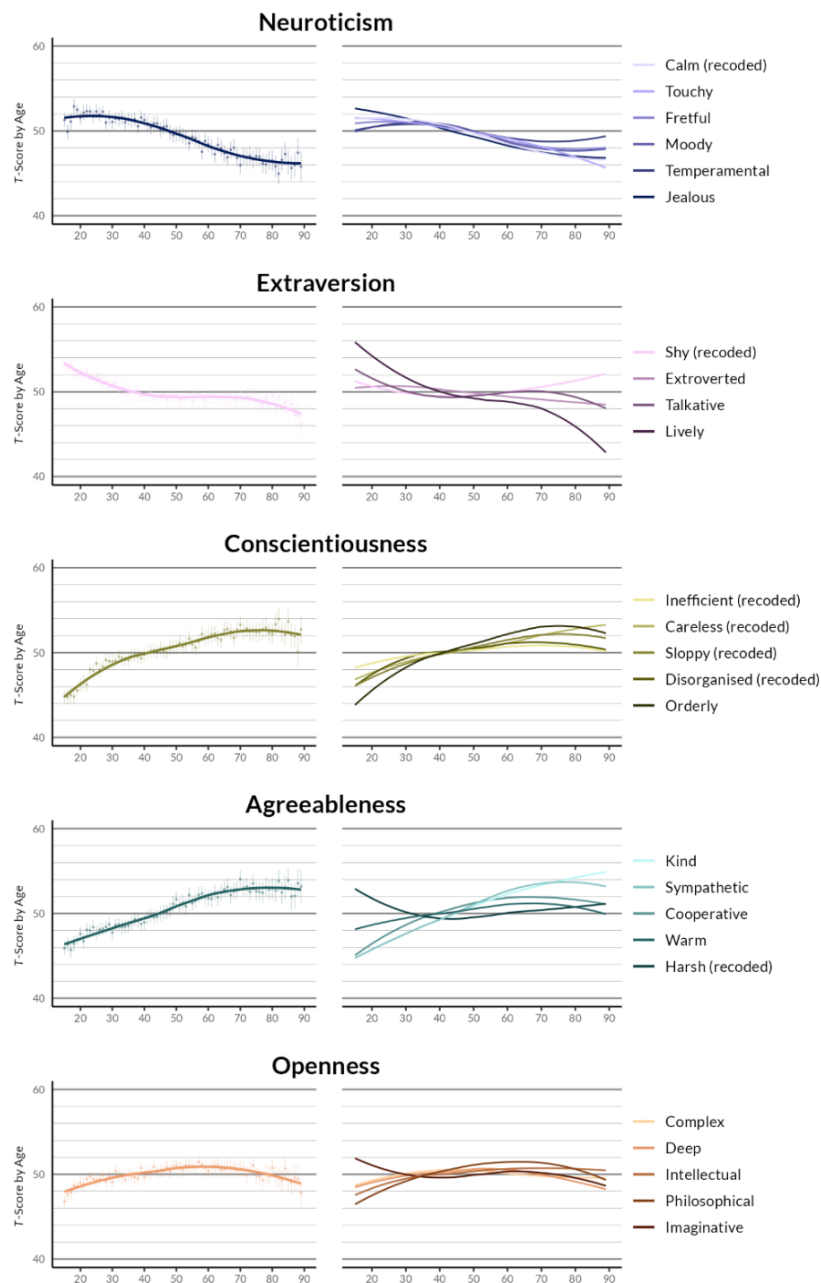 Neuroticism
60
50
40
T-Score by Age
20 30 40 50 60 70 80 90
20 30 40 50 60 70 80 90
Calm (recoded)
Touchy
Fretful
Moody
Temperamental
Jealous
Extraversion
60
50
40
T-Score by Age
20 30 40 50 60 70 80 90
20 30 40 50 60 70 80 90
Shy (recoded)
Extroverted
Talkative
Lively
Conscientiousness
60
50
40
T-Score by Age
20 30 40 50 60 70 80 90
20 30 40 50 60 70 80 90
Inefficient (recoded)
Careless (recoded)
Sloppy (recoded)
Disorganised (recoded)
Orderly
Agreeableness
60
50
40
T-Score by Age
20 30 40 50 60 70 80 90
20 30 40 50 60 70 80 90
Kind
Sympathetic
Cooperative
Warm
Harsh (recoded)
Openness
60
50
40
T-Score by Age
20 30 40 50 60 70 80 90
20 30 40 50 60 70 80 90
Complex
Deep
Intellectual
Philosophical
Imaginative